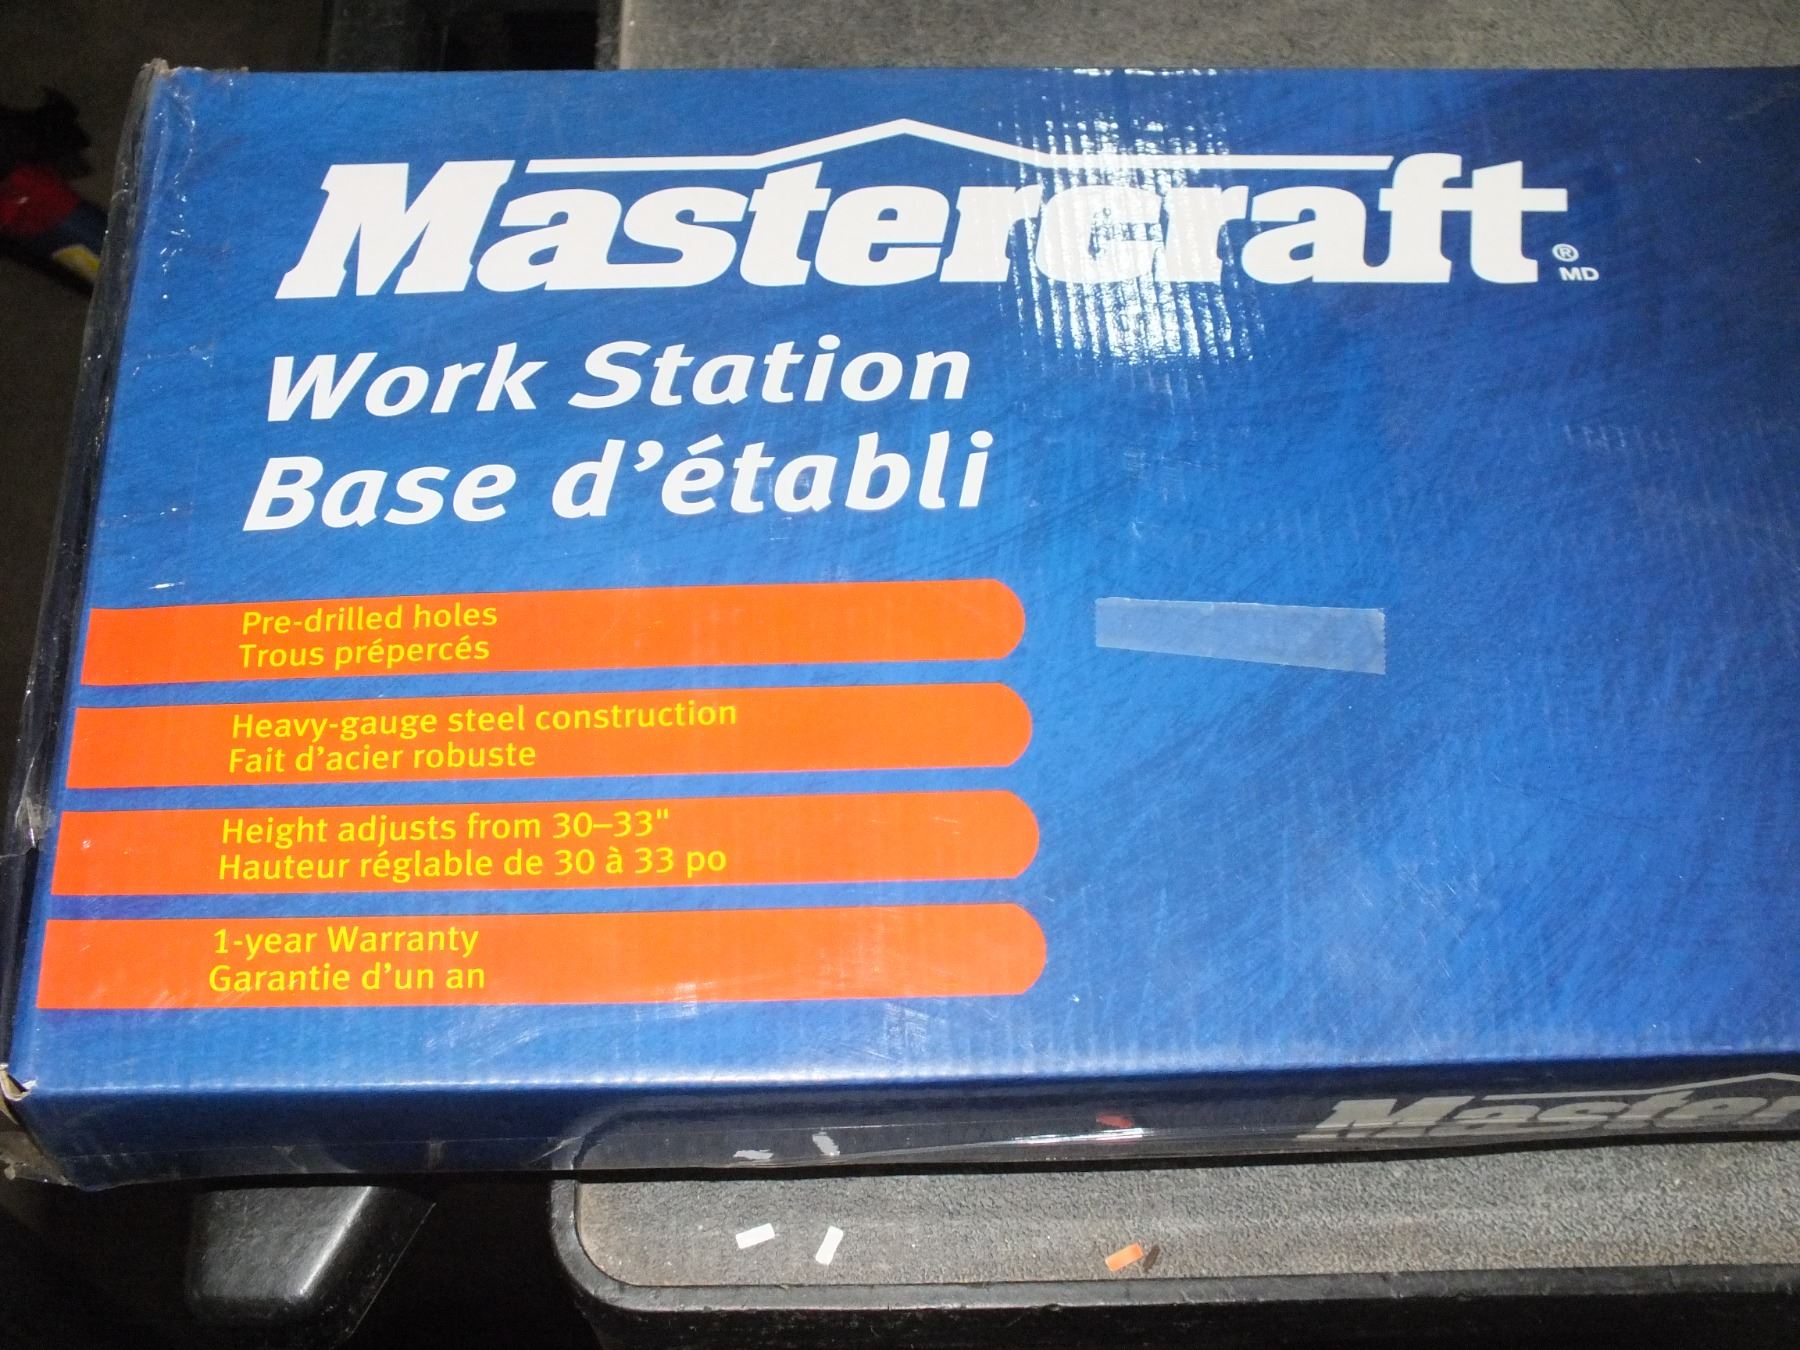 Mastercraft ® MD
Work Station
Base d'établi
Pre-drilled holes
Trous prépercés
Heavy-gauge steel construction
Fait d'acier robuste
Height adjusts from 30–33"
Hauteur réglable de 30 à 33 po
1-year Warranty
Garantie d'un an
Master